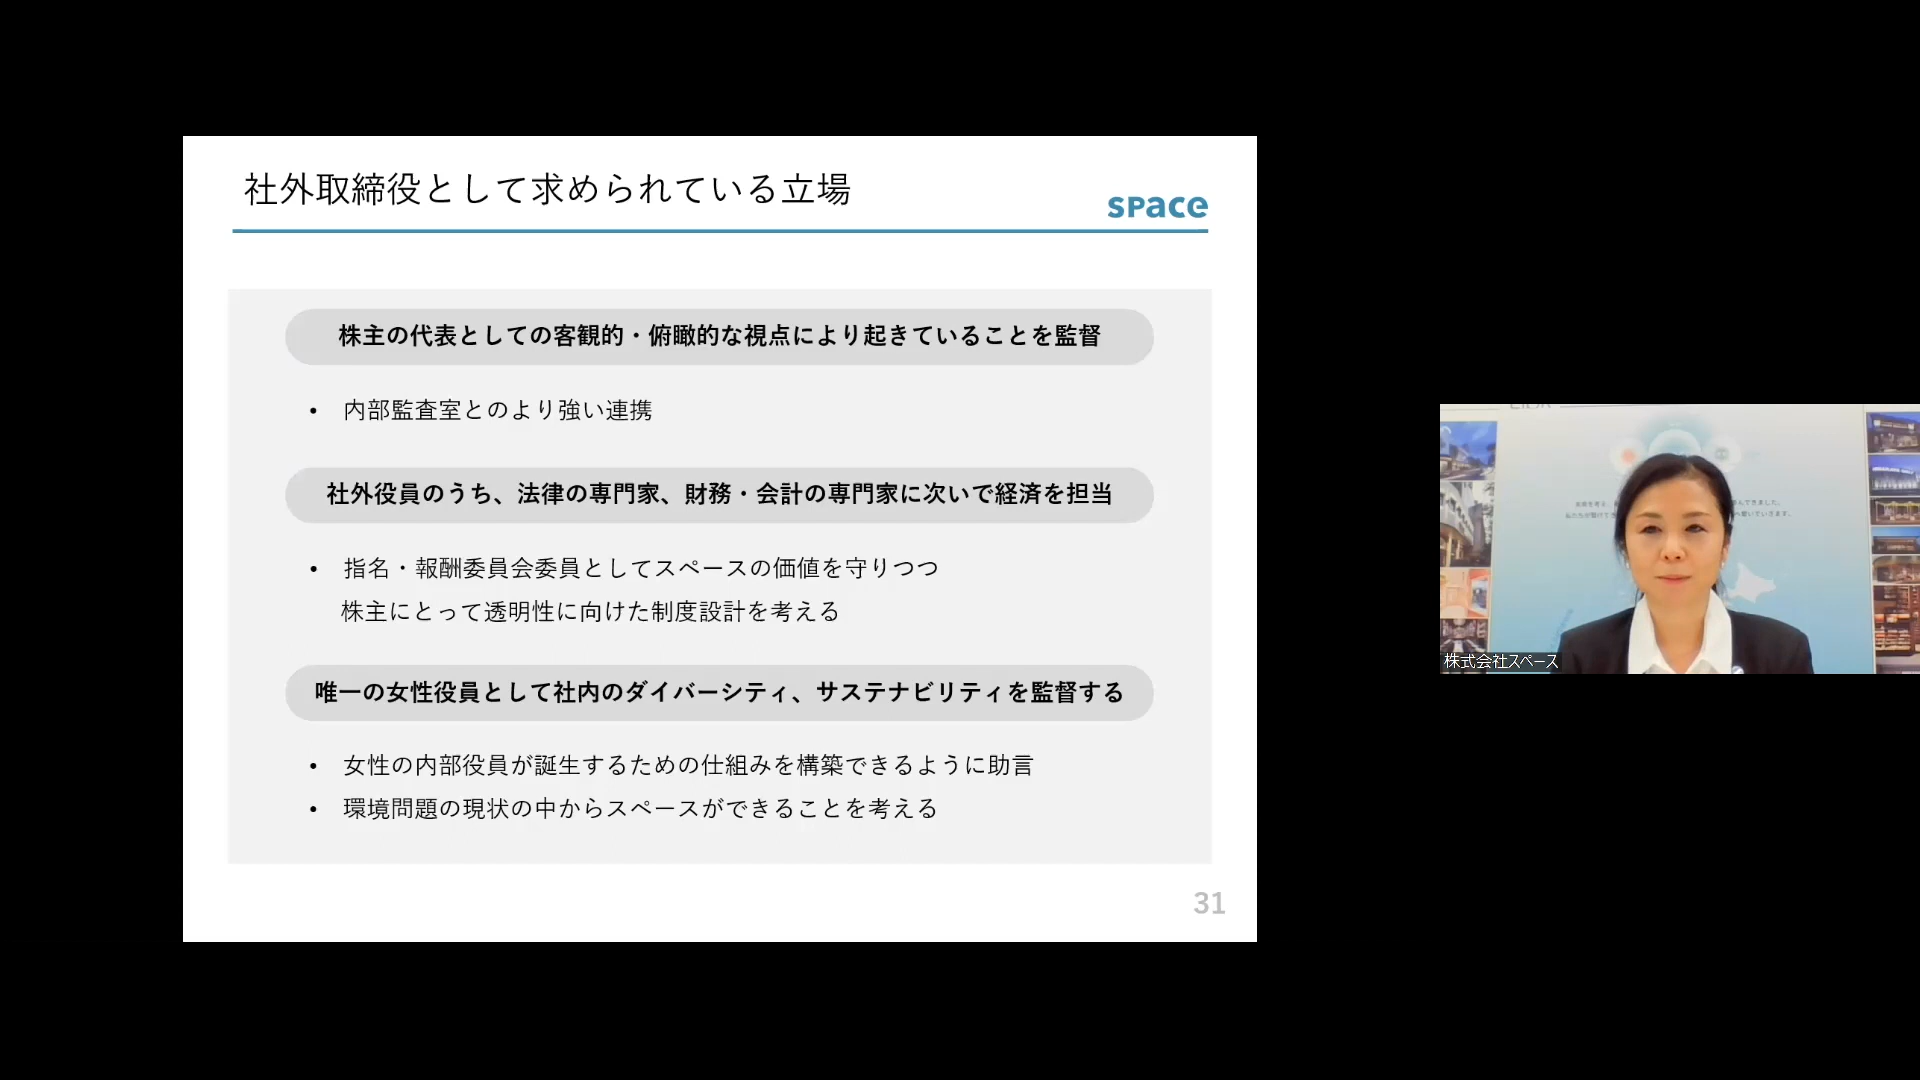 社外取締役として求められている立場
space
株主の代表としての客観的・俯瞰的な視点により起きていることを監督
• 内部監査室とのより強い連携
社外役員のうち、法律の専門家、財務・会計の専門家に次いで経済を担当
• 指名・報酬委員会委員としてスペースの価値を守りつつ
株主にとって透明性に向けた制度設計を考える
唯一の女性役員として社内のダイバーシティ、サステナビリティを監督する
• 女性の内部役員が誕生するための仕組みを構築できるように助言
• 環境問題の現状の中からスペースができることを考える
31
株式会社スペース